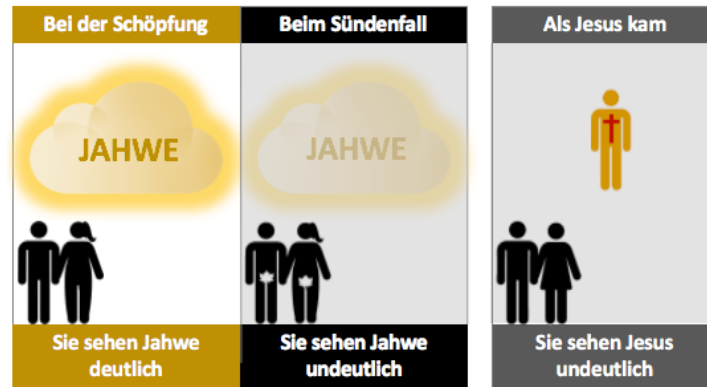 Bei der Schöpfung
Beim Sündenfall
Als Jesus kam
JAHWE
JAHWE
Sie sehen Jahwe
deutlich
Sie sehen Jahwe
undeutlich
Sie sehen Jesus
undeutlich